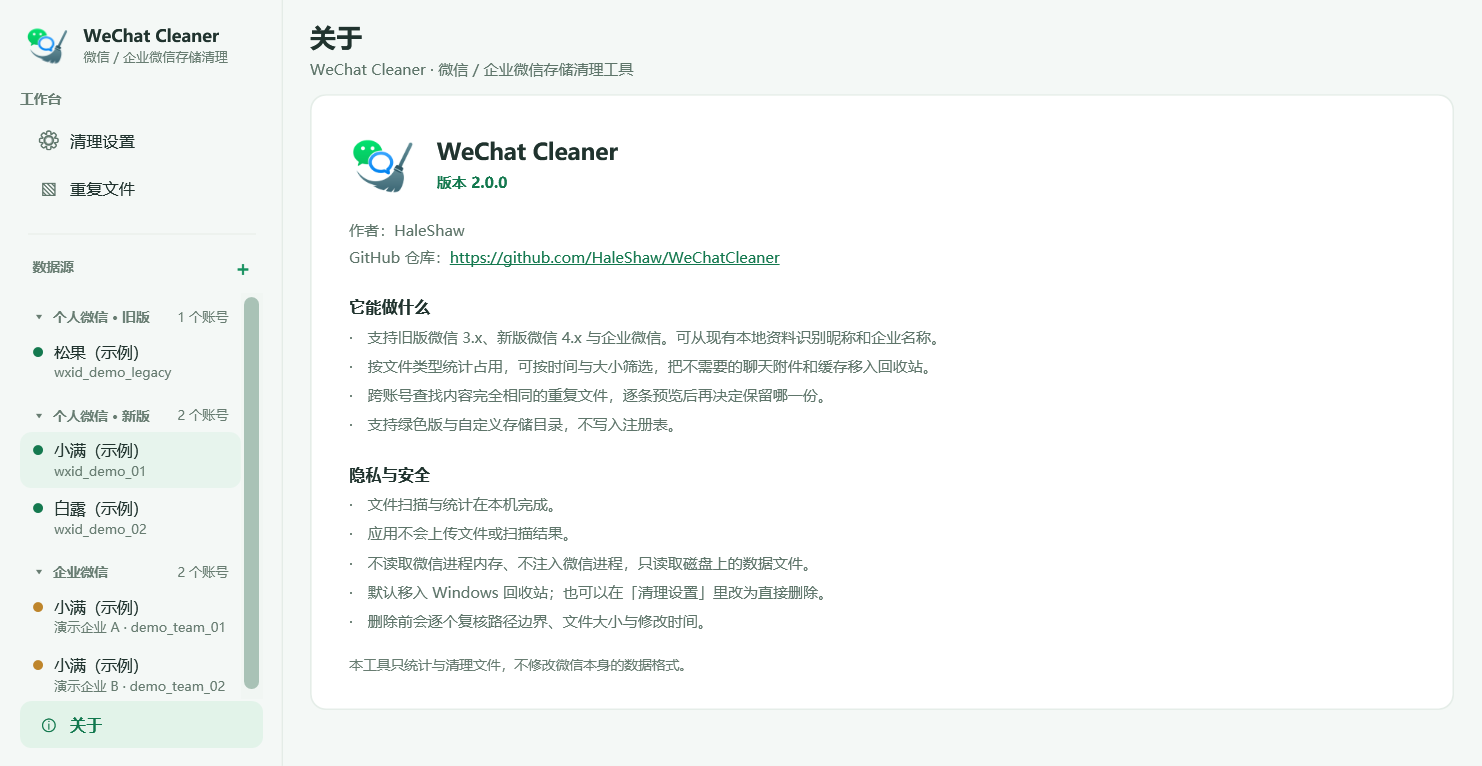 WeChat Cleaner
微信 / 企业微信存储清理
工作台
清理设置
重复文件
数据源
+
个人微信 • 旧版 1 个账号
松果（示例）
wxid_demo_legacy
个人微信 • 新版 2 个账号
小满（示例）
wxid_demo_01
白露（示例）
wxid_demo_02
企业微信 2 个账号
小满（示例）
演示企业 A · demo_team_01
小满（示例）
演示企业 B · demo_team_02
关于
关于
WeChat Cleaner · 微信 / 企业微信存储清理工具
WeChat Cleaner
版本 2.0.0
作者：HaleShaw
GitHub 仓库：https://github.com/HaleShaw/WeChatCleaner
它能做什么
· 支持旧版微信 3.x、新版微信 4.x 与企业微信。可从现有本地资料识别昵称和企业名称。
· 按文件类型统计占用，可按时间与大小筛选，把不需要的聊天附件和缓存移入回收站。
· 跨账号查找内容完全相同的重复文件，逐条预览后再决定保留哪一份。
· 支持绿色版与自定义存储目录，不写入注册表。
隐私与安全
· 文件扫描与统计在本机完成。
· 应用不会上传文件或扫描结果。
· 不读取微信进程内存、不注入微信进程，只读取磁盘上的数据文件。
· 默认移入 Windows 回收站；也可以在「清理设置」里改为直接删除。
· 删除前会逐个复核路径边界、文件大小与修改时间。
本工具只统计与清理文件，不修改微信本身的数据格式。